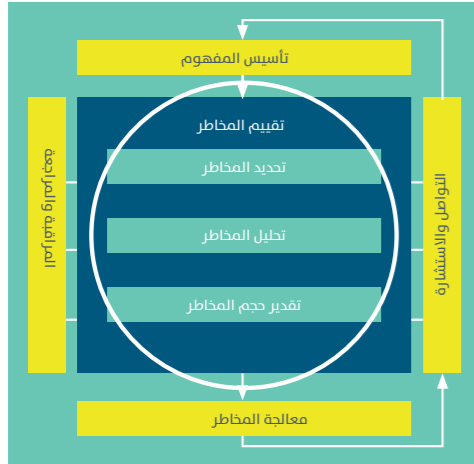 تأسيس المفهوم
تقييم المخاطر
تحديد المخاطر
تحليل المخاطر
تقدير حجم المخاطر
معالجة المخاطر
التواصل والاستشارة
المراقبة والمراجعة